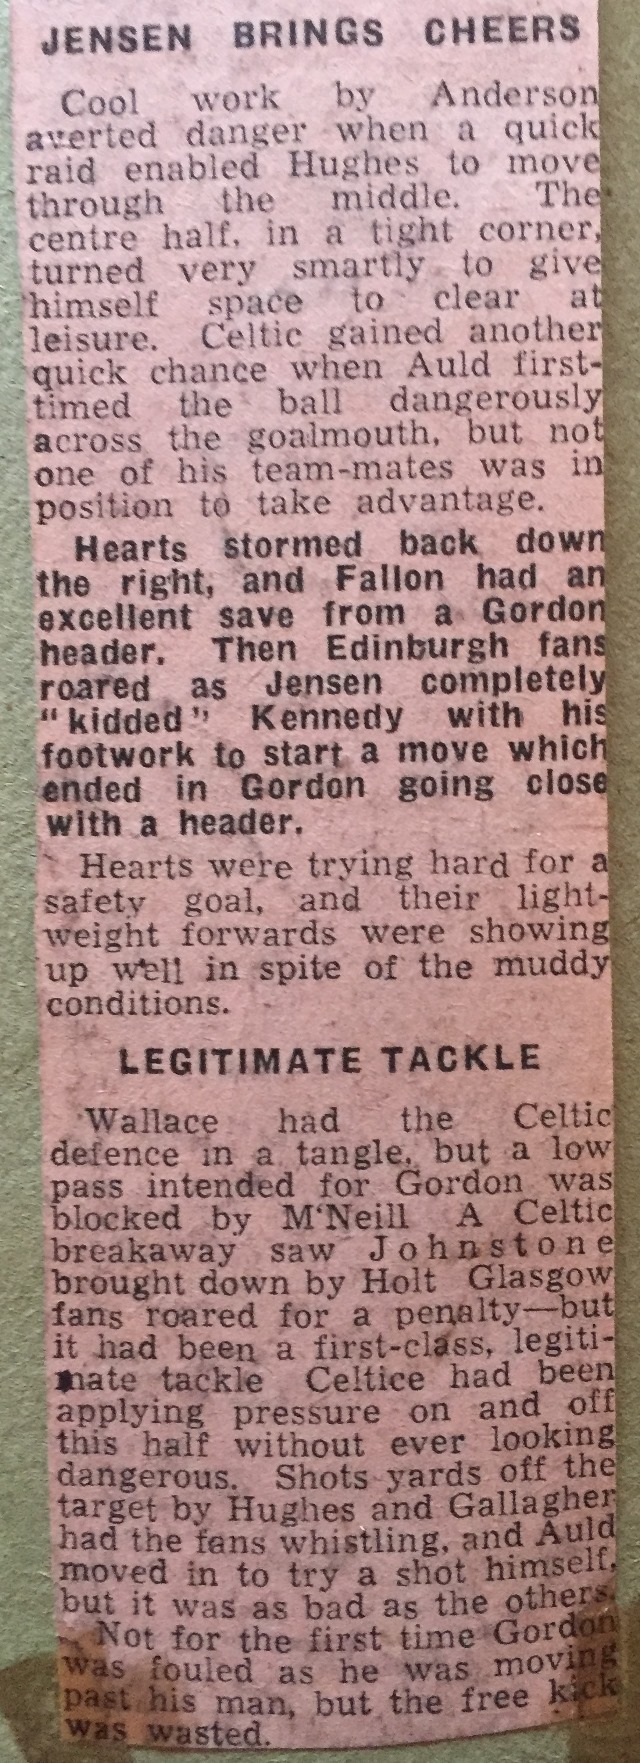 JENSEN BRINGS CHEERS
Cool work by Anderson
averted danger when a quick
raid enabled Hughes to move
through the middle. The
centre half, in a tight corner,
turned very smartly to give
himself space to clear at
leisure. Celtic gained another
quick chance when Auld first-
timed the ball dangerously
across the goalmouth, but not
one of his team-mates was in
position to take advantage.
Hearts stormed back down
the right, and Fallon had an
excellent save from a Gordon
header. Then Edinburgh fans
roared as Jensen completely
"kidded" Kennedy with his
footwork to start a move which
ended in Gordon going close
with a header.
Hearts were trying hard for a
safety goal, and their light-
weight forwards were showing
up well in spite of the muddy
conditions.
LEGITIMATE TACKLE
Wallace had the Celtic
defence in a tangle, but a low
pass intended for Gordon was
blocked by M'Neill A Celtic
breakaway saw Johnstone
brought down by Holt Glasgow
fans roared for a penalty—but
it had been a first-class, legiti-
mate tackle Celtice had been
applying pressure on and off
this half without ever looking
dangerous. Shots yards off the
target by Hughes and Gallagher
had the fans whistling, and Auld
moved in to try a shot himself,
but it was as bad as the others.
Not for the first time Gordon
was fouled as he was moving
past his man, but the free kick
was wasted.